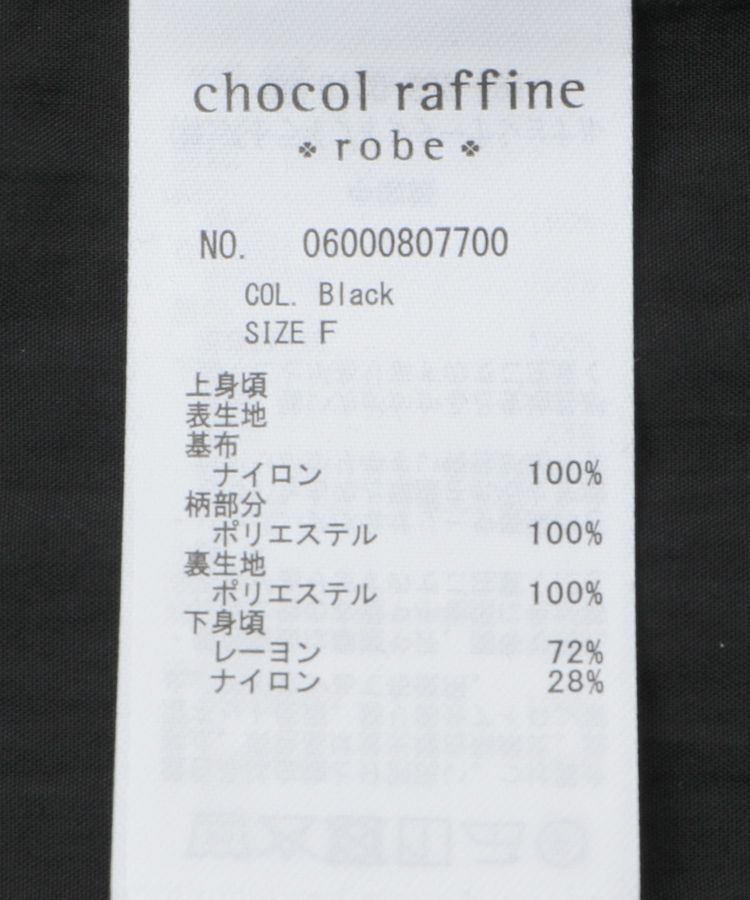 chocol raffine
robe
NO. 06000807700
COL. Black
SIZE F
上身頃
表生地
基布
ナイロン 100%
柄部分
ポリエステル 100%
裏生地
ポリエステル 100%
下身頃
レーヨン 72%
ナイロン 28%